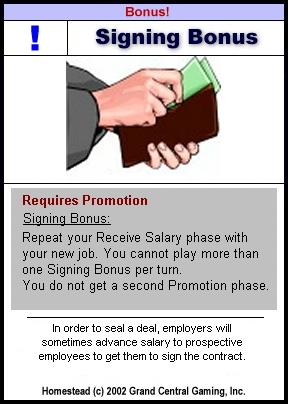 Bonus!
! Signing Bonus
Requires Promotion
Signing Bonus:
Repeat your Receive Salary phase with
your new job. You cannot play more than
one Signing Bonus per turn.
You do not get a second Promotion phase.
In order to seal a deal, employers will
sometimes advance salary to prospective
employees to get them to sign the contract.
Homestead (c) 2002 Grand Central Gaming, Inc.